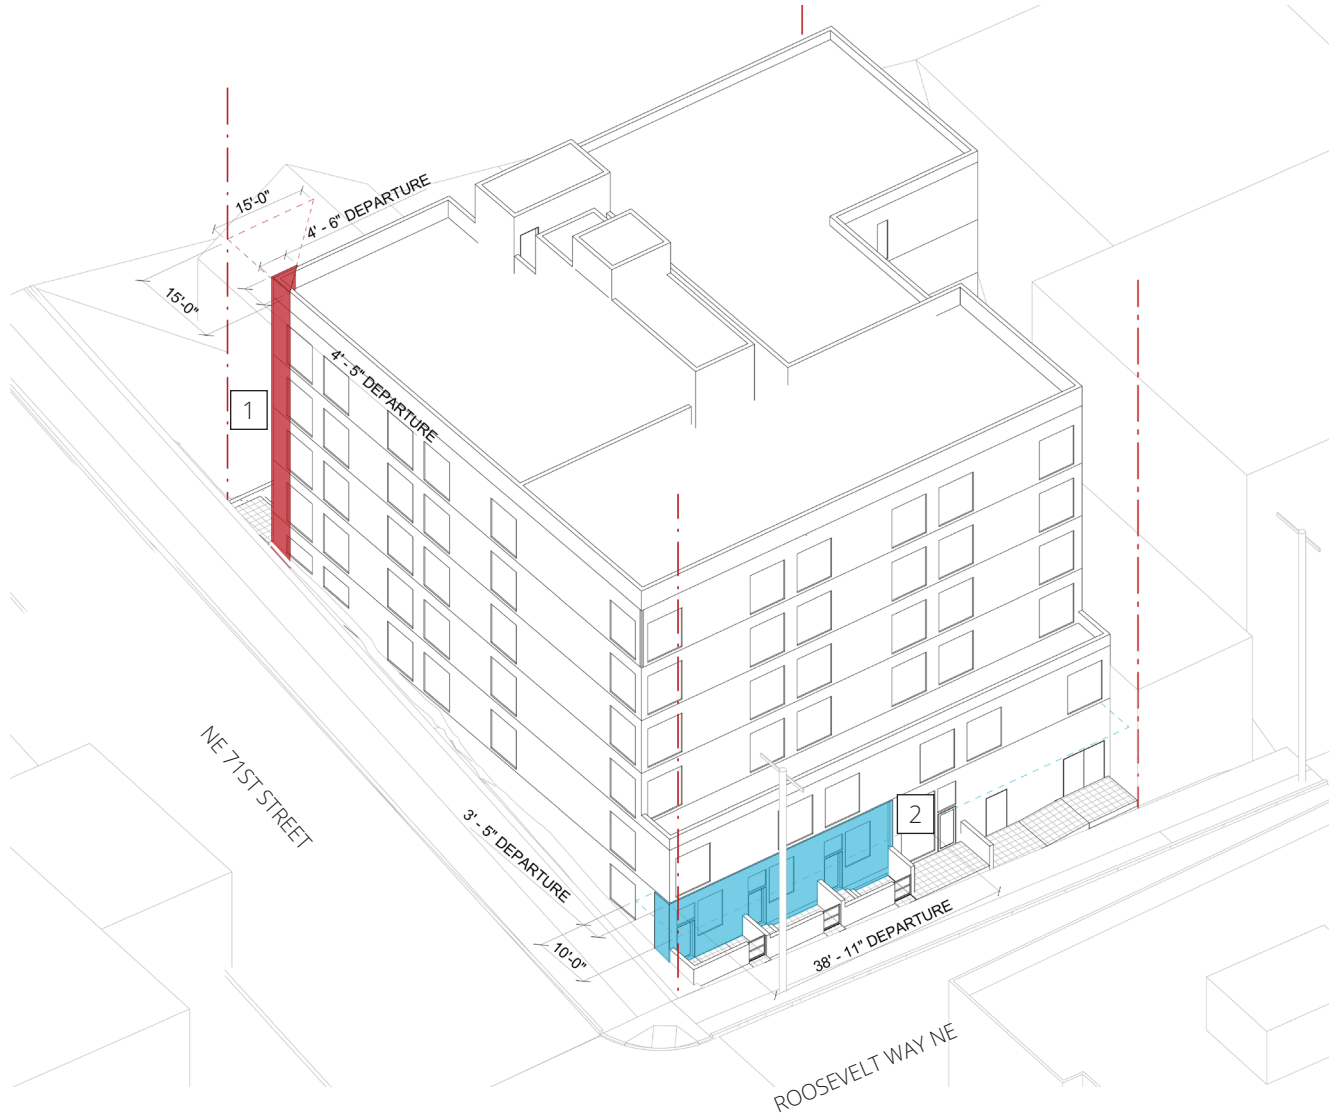 15'-0"
4' - 6" DEPARTURE
15'-0"
4' - 5" DEPARTURE
1
NE 71ST STREET
3' - 5" DEPARTURE
2
10'-0"
38' - 11" DEPARTURE
ROOSEVELT WAY NE